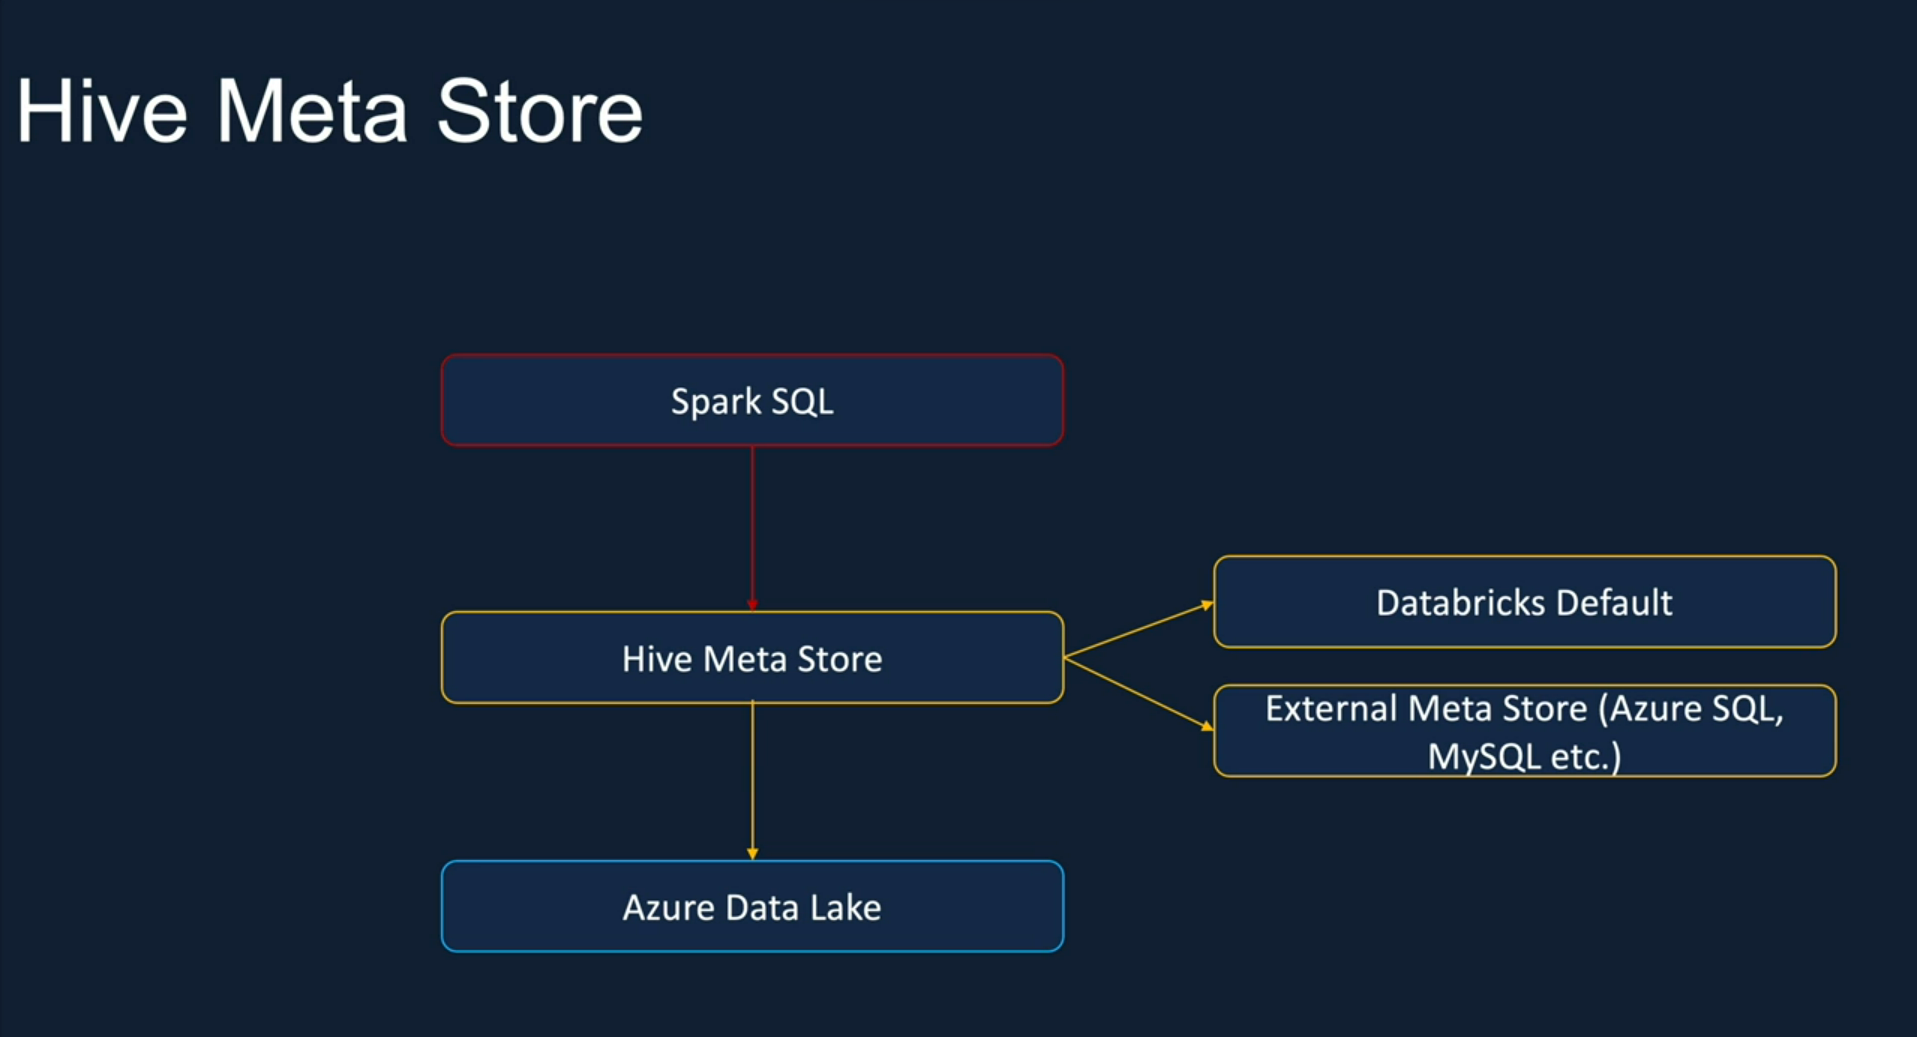 Hive Meta Store
Spark SQL
Hive Meta Store
Databricks Default
External Meta Store (Azure SQL,
MySQL etc.)
Azure Data Lake